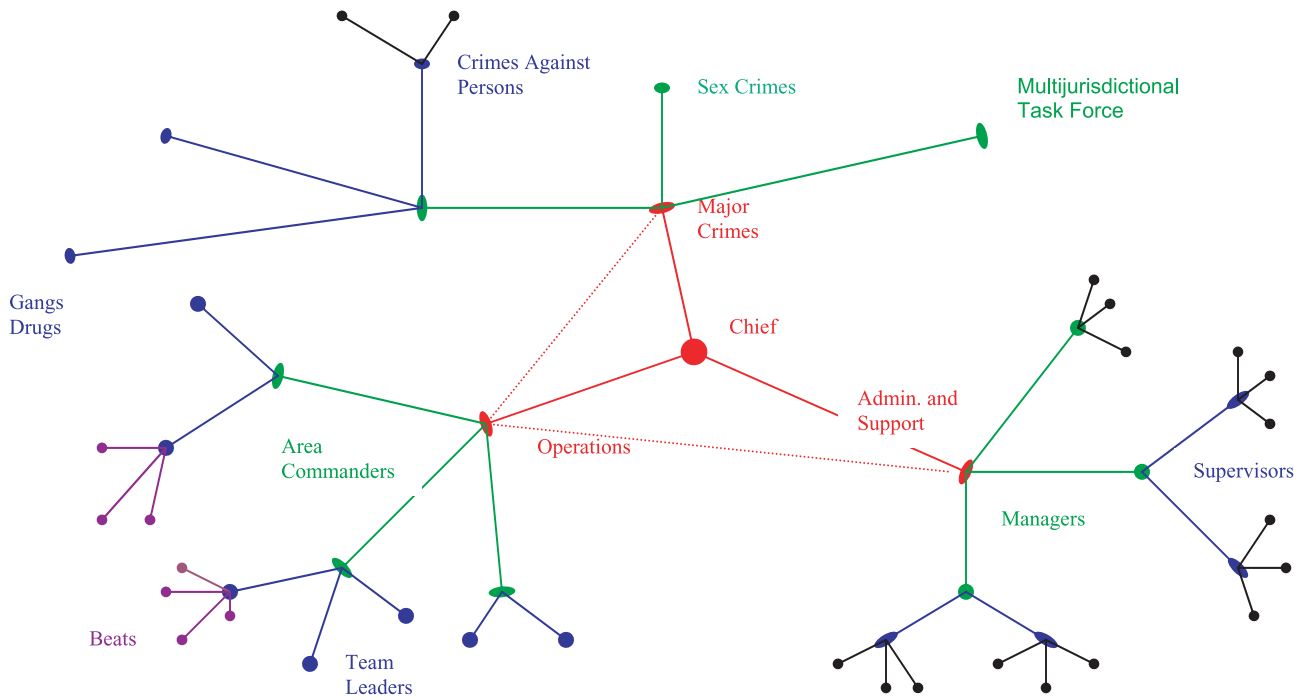 Crimes Against
Persons
Sex Crimes
Multijurisdictional
Task Force
Major
Crimes
Gangs
Drugs
Chief
Admin. and
Support
Area
Commanders
Operations
Supervisors
Managers
Beats
Team
Leaders